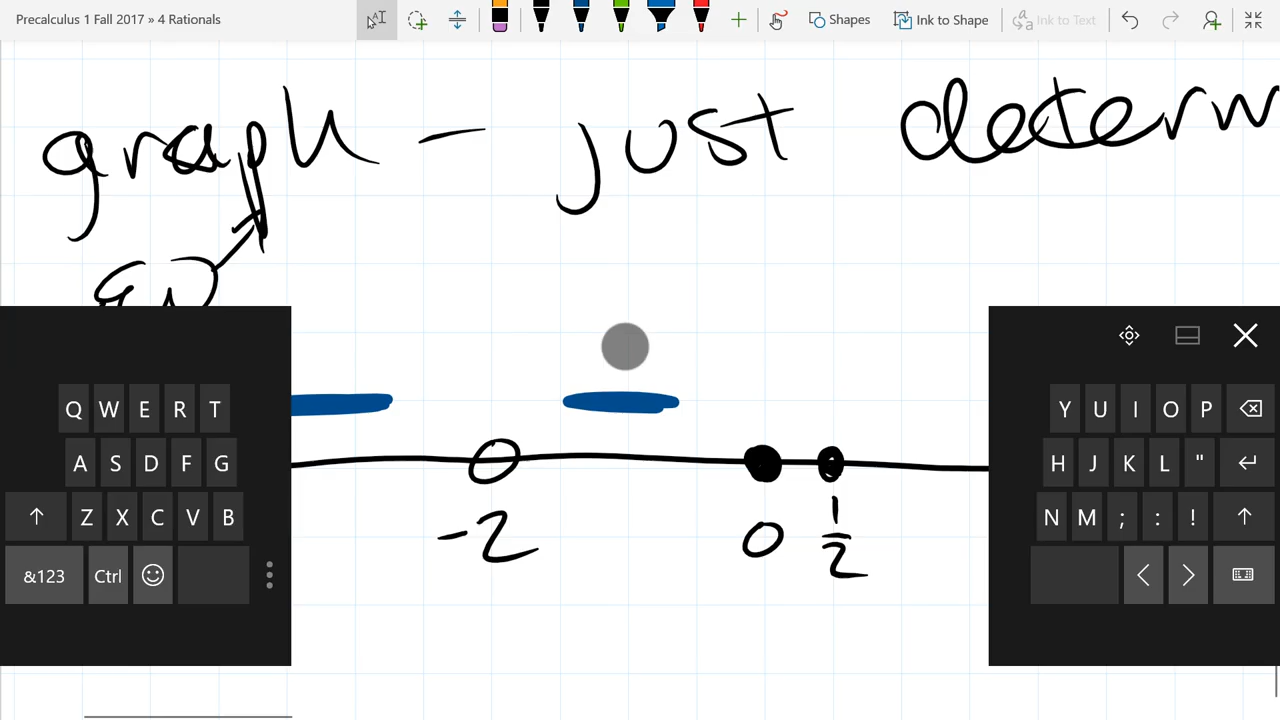 Precalculus 1 Fall 2017 » 4 Rationals
Shapes Ink to Shape Ink to Text
graph - just determ
Q W E R T Y U I O P
A S D F G H J K L "
Z X C V B N M ; : !
&123 Ctrl
-2 0 1/2